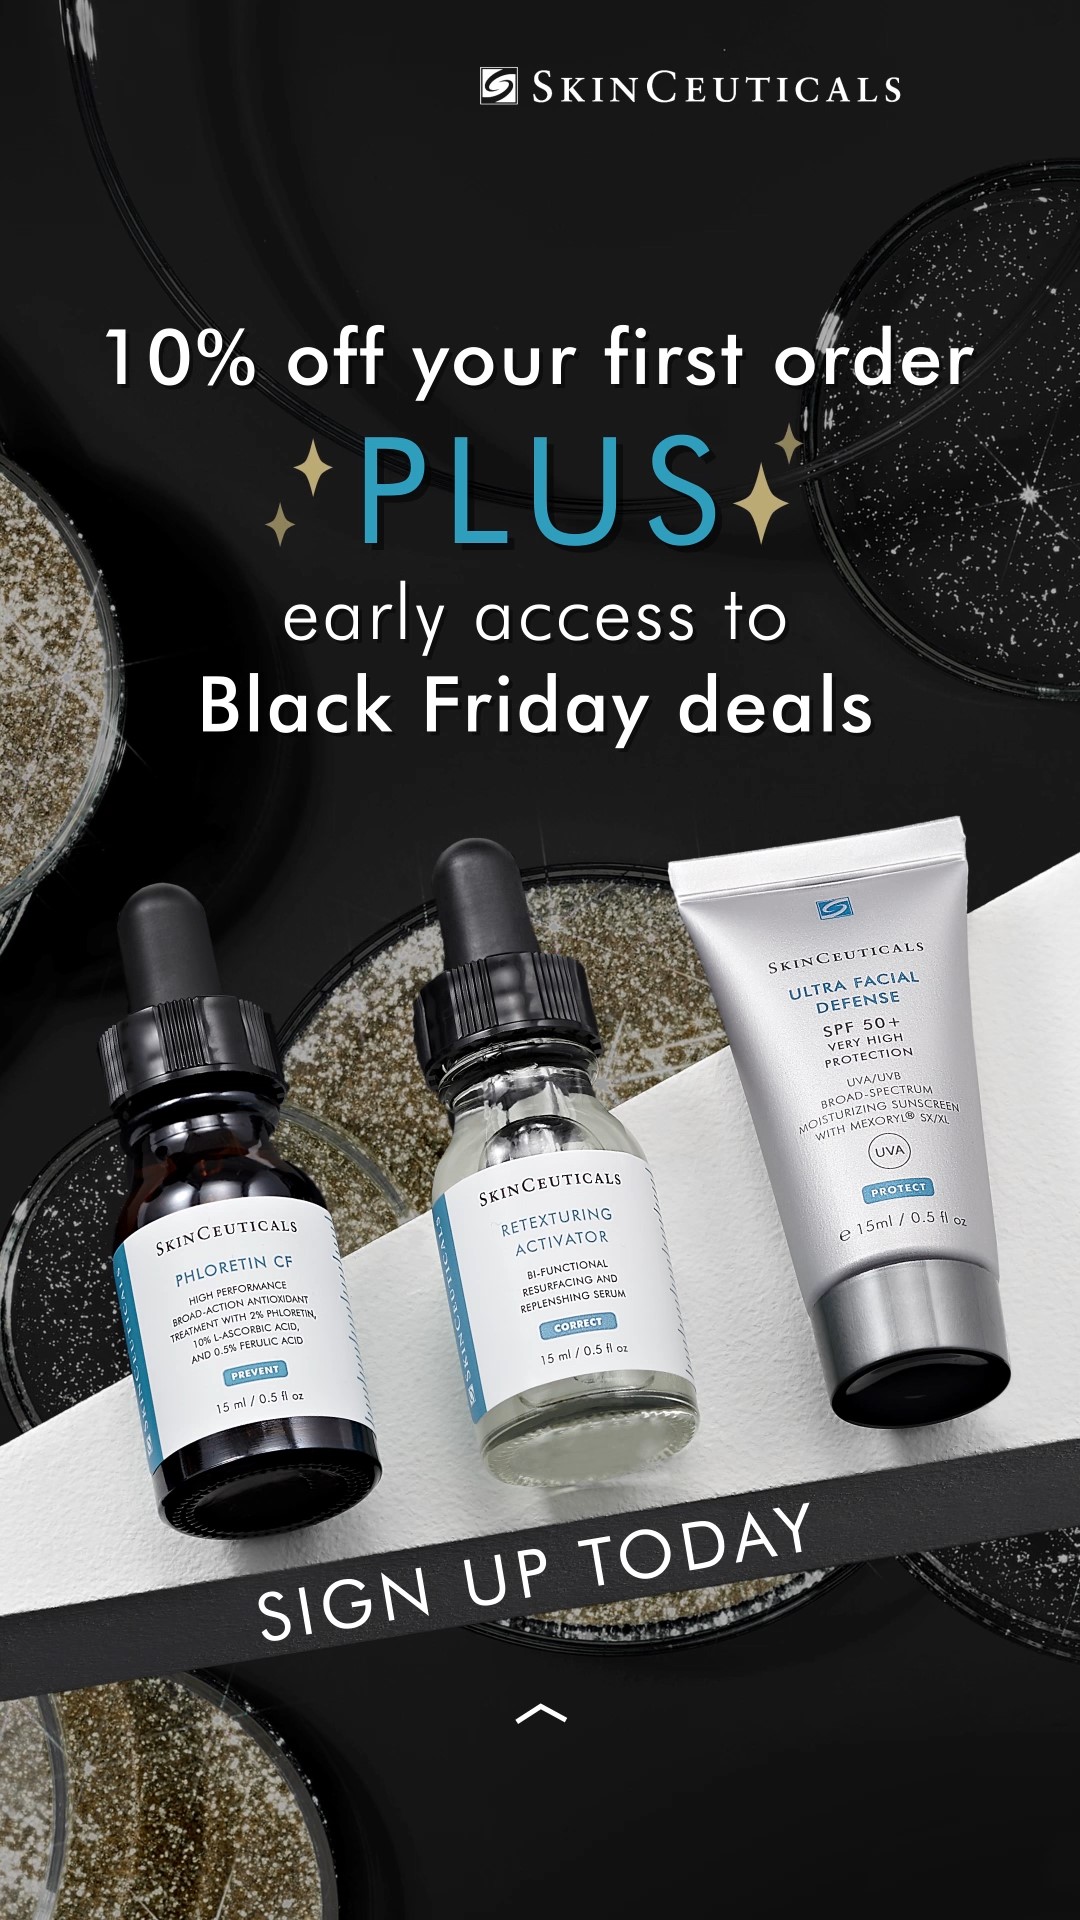 SKINCEUTICALS
10% off your first order
PLUS
early access to
Black Friday deals
SKINCEUTICALS
PHLORETIN CF
HIGH PERFORMANCE
BROAD-ACTION ANTIOXIDANT
TREATMENT WITH 2% PHLORETIN,
10% L-ASCORBIC ACID,
AND 0.5% FERULIC ACID
PREVENT
15 ml / 0.5 fl oz
SKINCEUTICALS
SKINCEUTICALS
RETEXTURING
ACTIVATOR
BI-FUNCTIONAL
RESURFACING AND
REPLENSHING SERUM
CORRECT
15 ml / 0.5 fl oz
SKINCEUTICALS
SKINCEUTICALS
ULTRA FACIAL
DEFENSE
SPF 50+
VERY HIGH
PROTECTION
UVA/UVB
BROAD-SPECTRUM
MOISTURIZING SUNSCREEN
WITH MEXORYL® SX/XL
UVA
PROTECT
℮ 15ml / 0.5 fl oz
SIGN UP TODAY